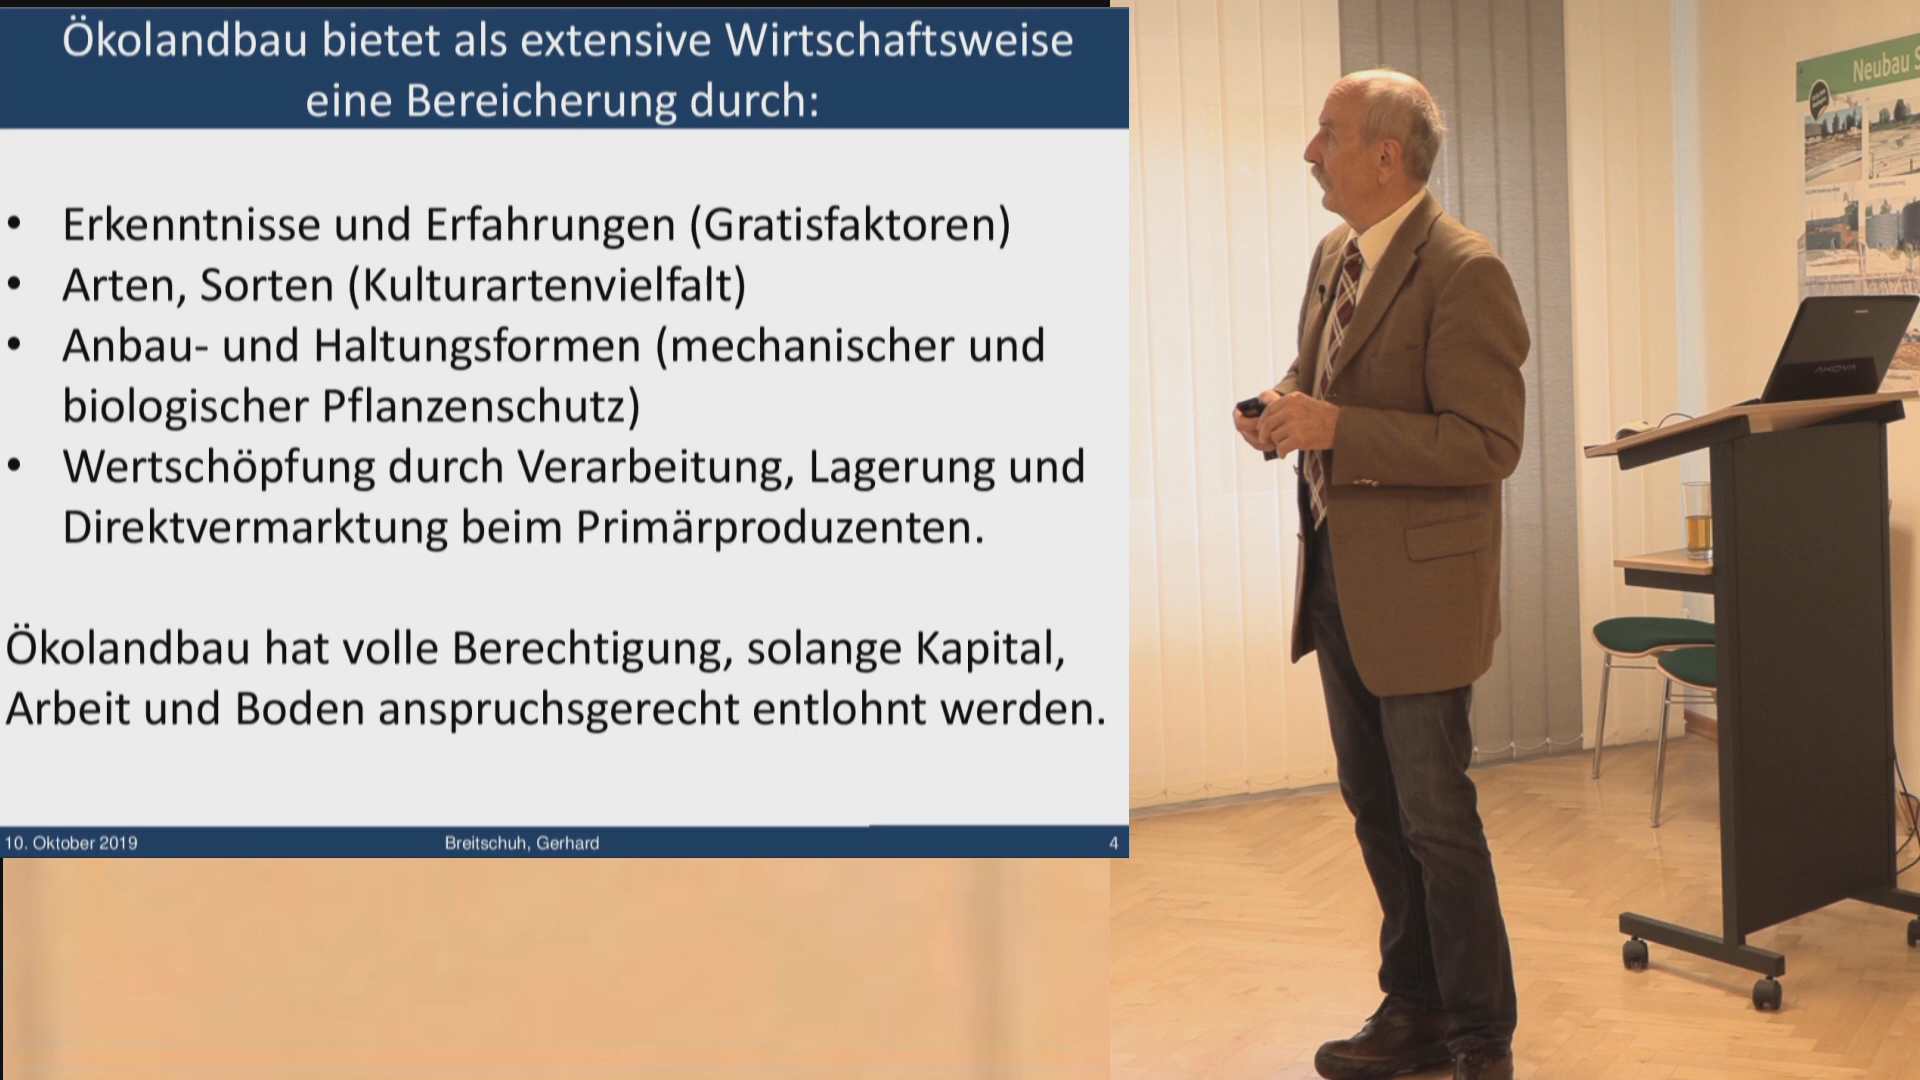 Ökolandbau bietet als extensive Wirtschaftsweise
eine Bereicherung durch:
• Erkenntnisse und Erfahrungen (Gratisfaktoren)
• Arten, Sorten (Kulturartenvielfalt)
• Anbau- und Haltungsformen (mechanischer und
biologischer Pflanzenschutz)
• Wertschöpfung durch Verarbeitung, Lagerung und
Direktvermarktung beim Primärproduzenten.
Ökolandbau hat volle Berechtigung, solange Kapital,
Arbeit und Boden anspruchsgerecht entlohnt werden.
10. Oktober 2019
Breitschuh, Gerhard
4
Neubau
AKOYA